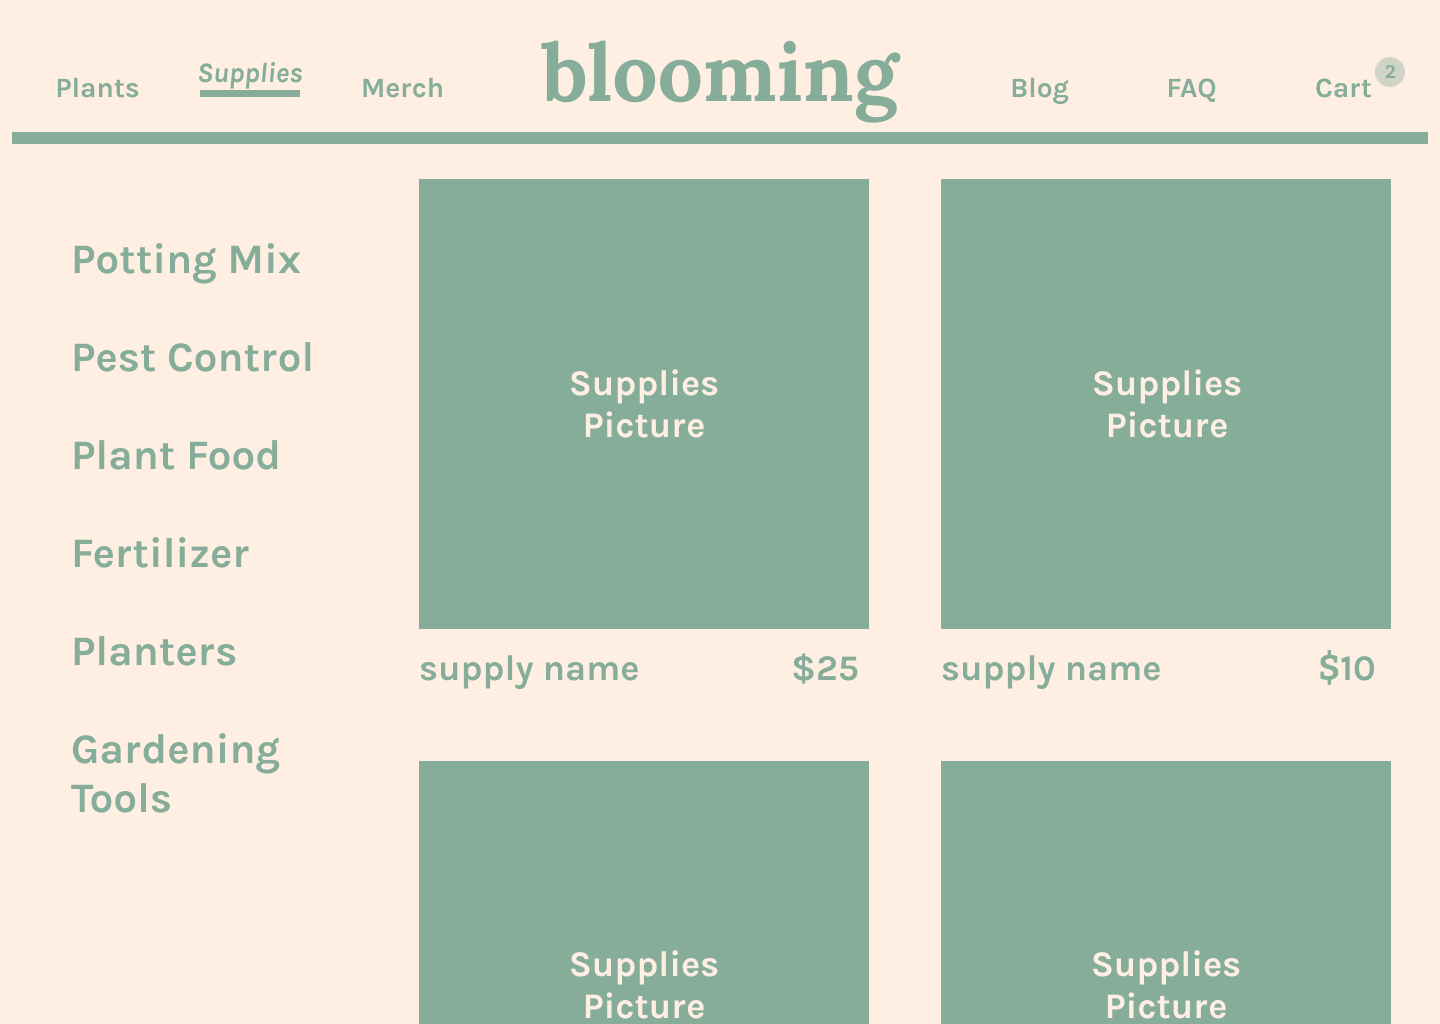 Plants
Supplies
Merch
blooming
Blog
FAQ
Cart
2
Potting Mix
Pest Control
Plant Food
Fertilizer
Planters
Gardening
Tools
Supplies
Picture
supply name
$25
Supplies
Picture
supply name
$10
Supplies
Picture
Supplies
Picture